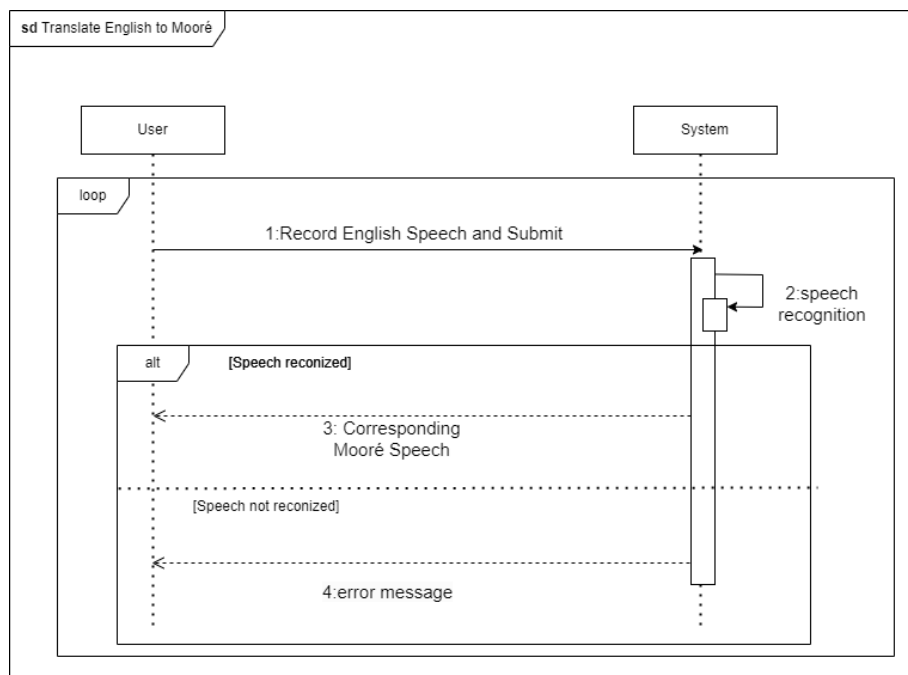 sd Translate English to Mooré
User
System
loop
1:Record English Speech and Submit
2:speech
recognition
alt
[Speech reconized]
3: Corresponding
Mooré Speech
[Speech not reconized]
4:error message